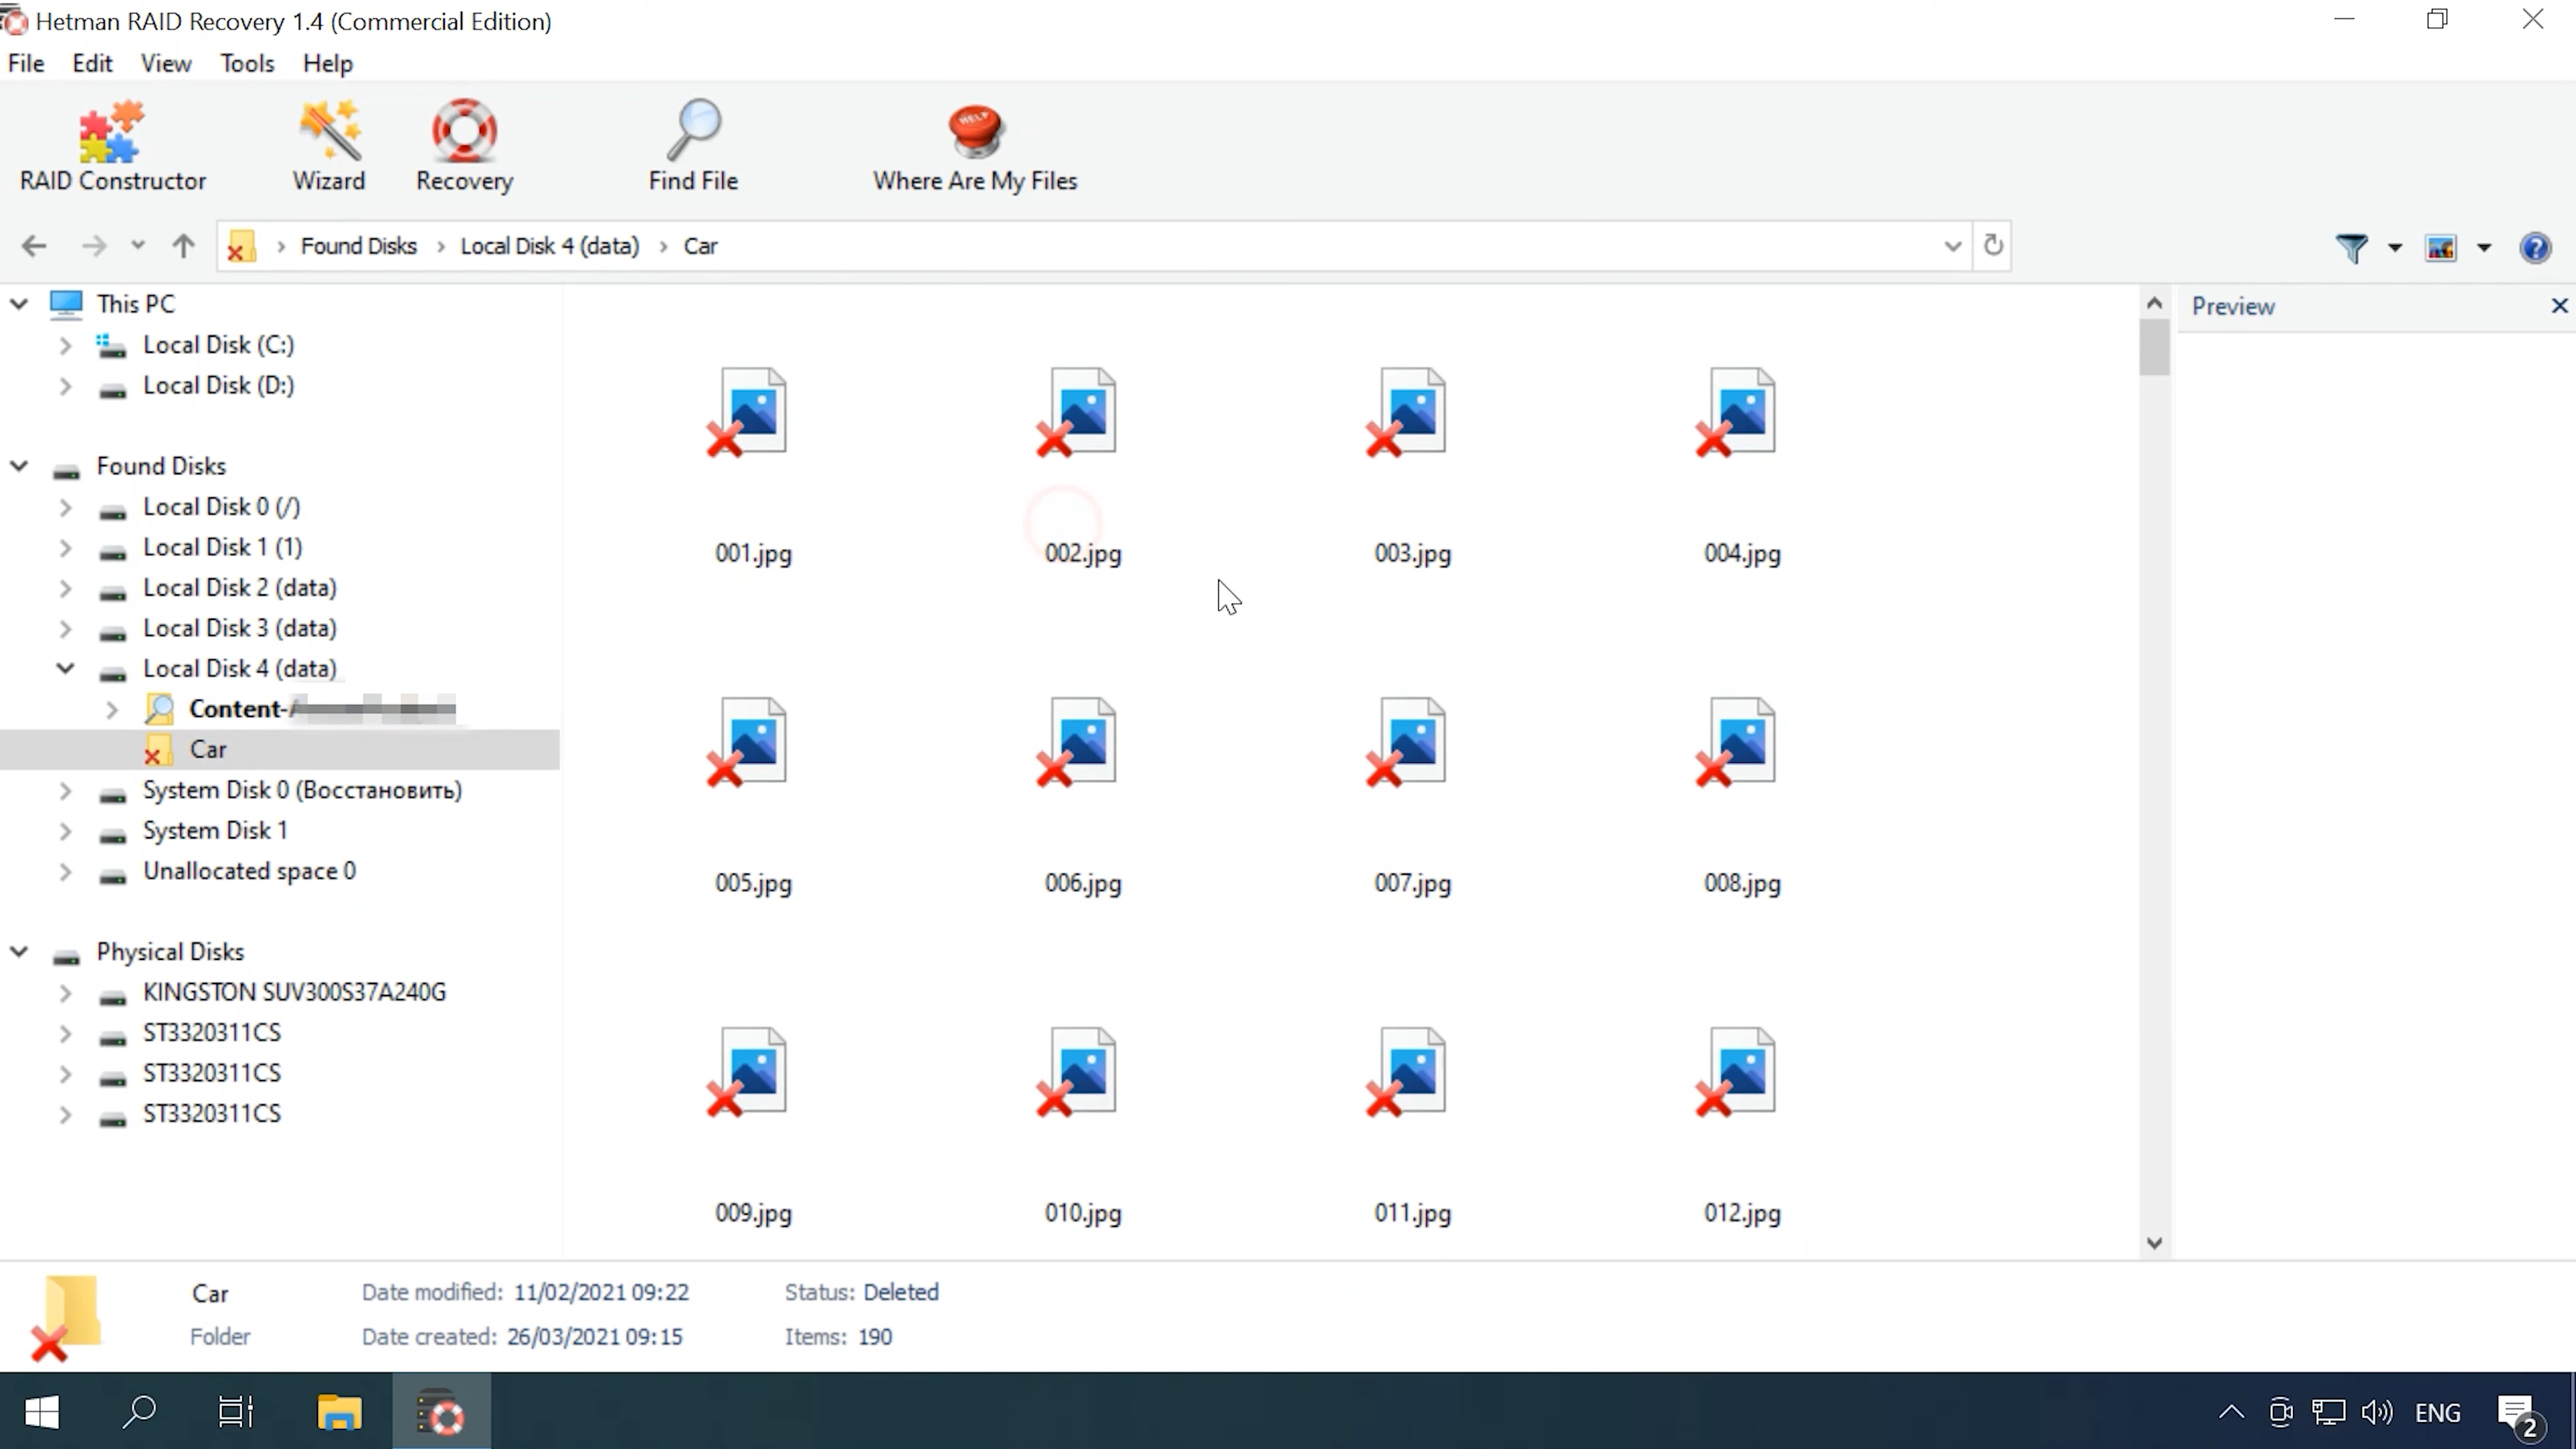 Hetman RAID Recovery 1.4 (Commercial Edition)
File Edit View Tools Help
RAID Constructor Wizard Recovery Find File Where Are My Files
HELP
Found Disks Local Disk 4 (data) Car
This PC
Local Disk (C:)
Local Disk (D:)
Found Disks
Local Disk 0 (/)
Local Disk 1 (1)
Local Disk 2 (data)
Local Disk 3 (data)
Local Disk 4 (data)
Content-
Car
System Disk 0 (Восстановить)
System Disk 1
Unallocated space 0
Physical Disks
KINGSTON SUV300S37A240G
ST3320311CS
ST3320311CS
ST3320311CS
001.jpg 002.jpg 003.jpg 004.jpg
005.jpg 006.jpg 007.jpg 008.jpg
009.jpg 010.jpg 011.jpg 012.jpg
Preview
Car Date modified: 11/02/2021 09:22 Status: Deleted
Folder Date created: 26/03/2021 09:15 Items: 190
ENG 2